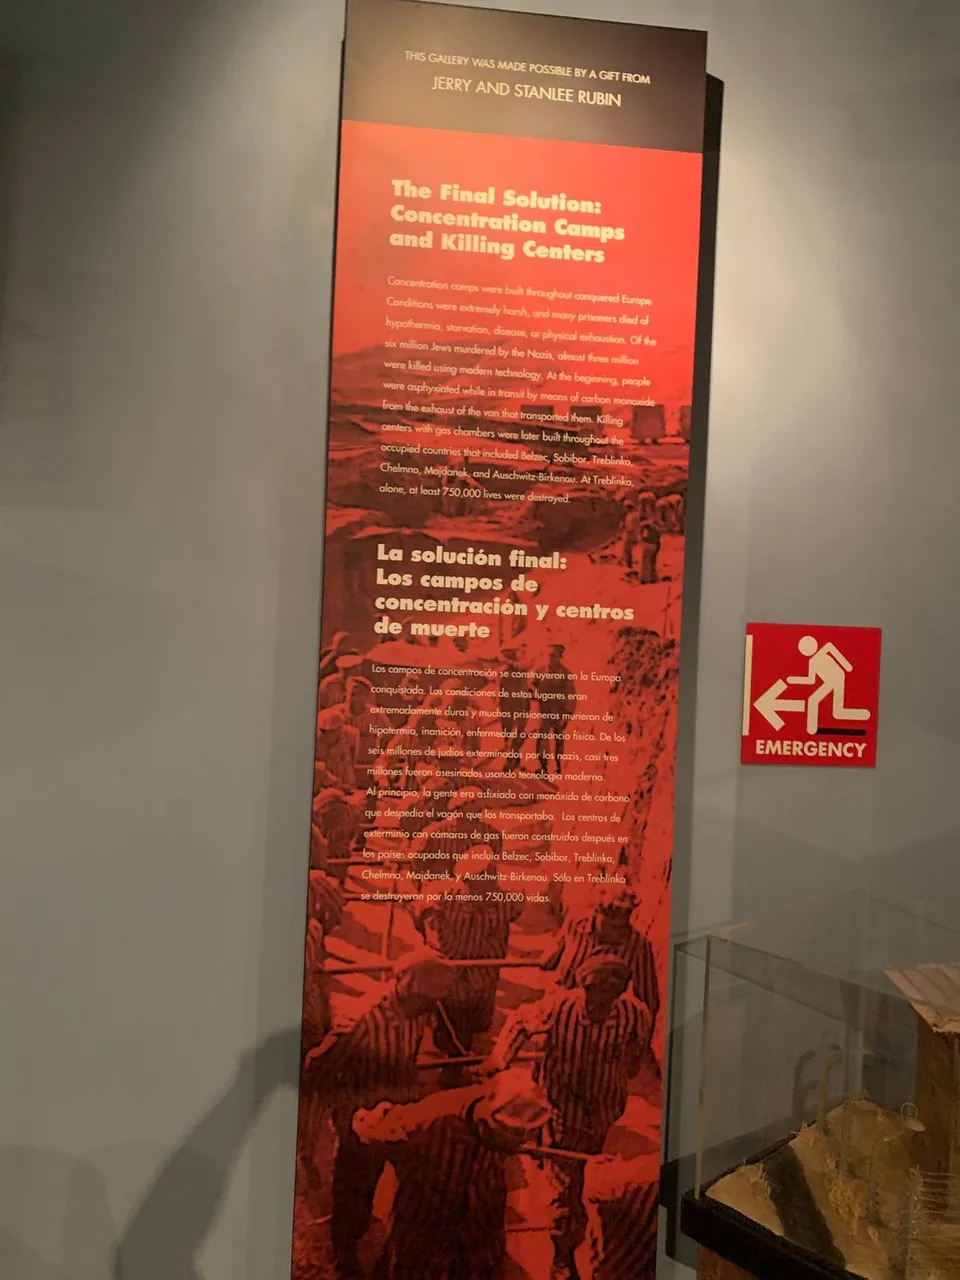 THIS GALLERY WAS MADE POSSIBLE BY A GIFT FROM
JERRY AND STANLEE RUBIN
The Final Solution:
Concentration Camps
and Killing Centers
Concentration camps were built throughout conquered Europe.
Conditions were extremely harsh, and many prisoners died of
hypothermia, starvation, disease, or physical exhaustion. Of the
six million Jews murdered by the Nazis, almost three million
were killed using modern technology. At the beginning, people
were asphyxiated while in transit by means of carbon monoxide
from the exhaust of the van that transported them. Killing
centers with gas chambers were later built throughout the
occupied countries that included Belzec, Sobibor, Treblinka,
Chelmno, Majdanek, and Auschwitz-Birkenau. At Treblinka,
alone, at least 750,000 lives were destroyed.
La solución final:
Los campos de
concentración y centros
de muerte
Los campos de concentración se construyeron en la Europa
conquistada. Las condiciones de estos lugares eran
extremadamente duras y muchos prisioneros murieron de
hipotermia, inanición, enfermedad o cansancio físico. De los
seis millones de judíos exterminados por los nazis, casi tres
millones fueron asesinados usando tecnología moderna.
Al principio, la gente era asfixiada con monóxido de carbono
que despedía el vagón que los transportaba. Los centros de
exterminio con cámaras de gas fueron construidos después en
los países ocupados que incluía Belzec, Sobibor, Treblinka,
Chelmno, Majdanek, y Auschwitz-Birkenau. Sólo en Treblinka
se destruyeron por lo menos 750,000 vidas.
EMERGENCY